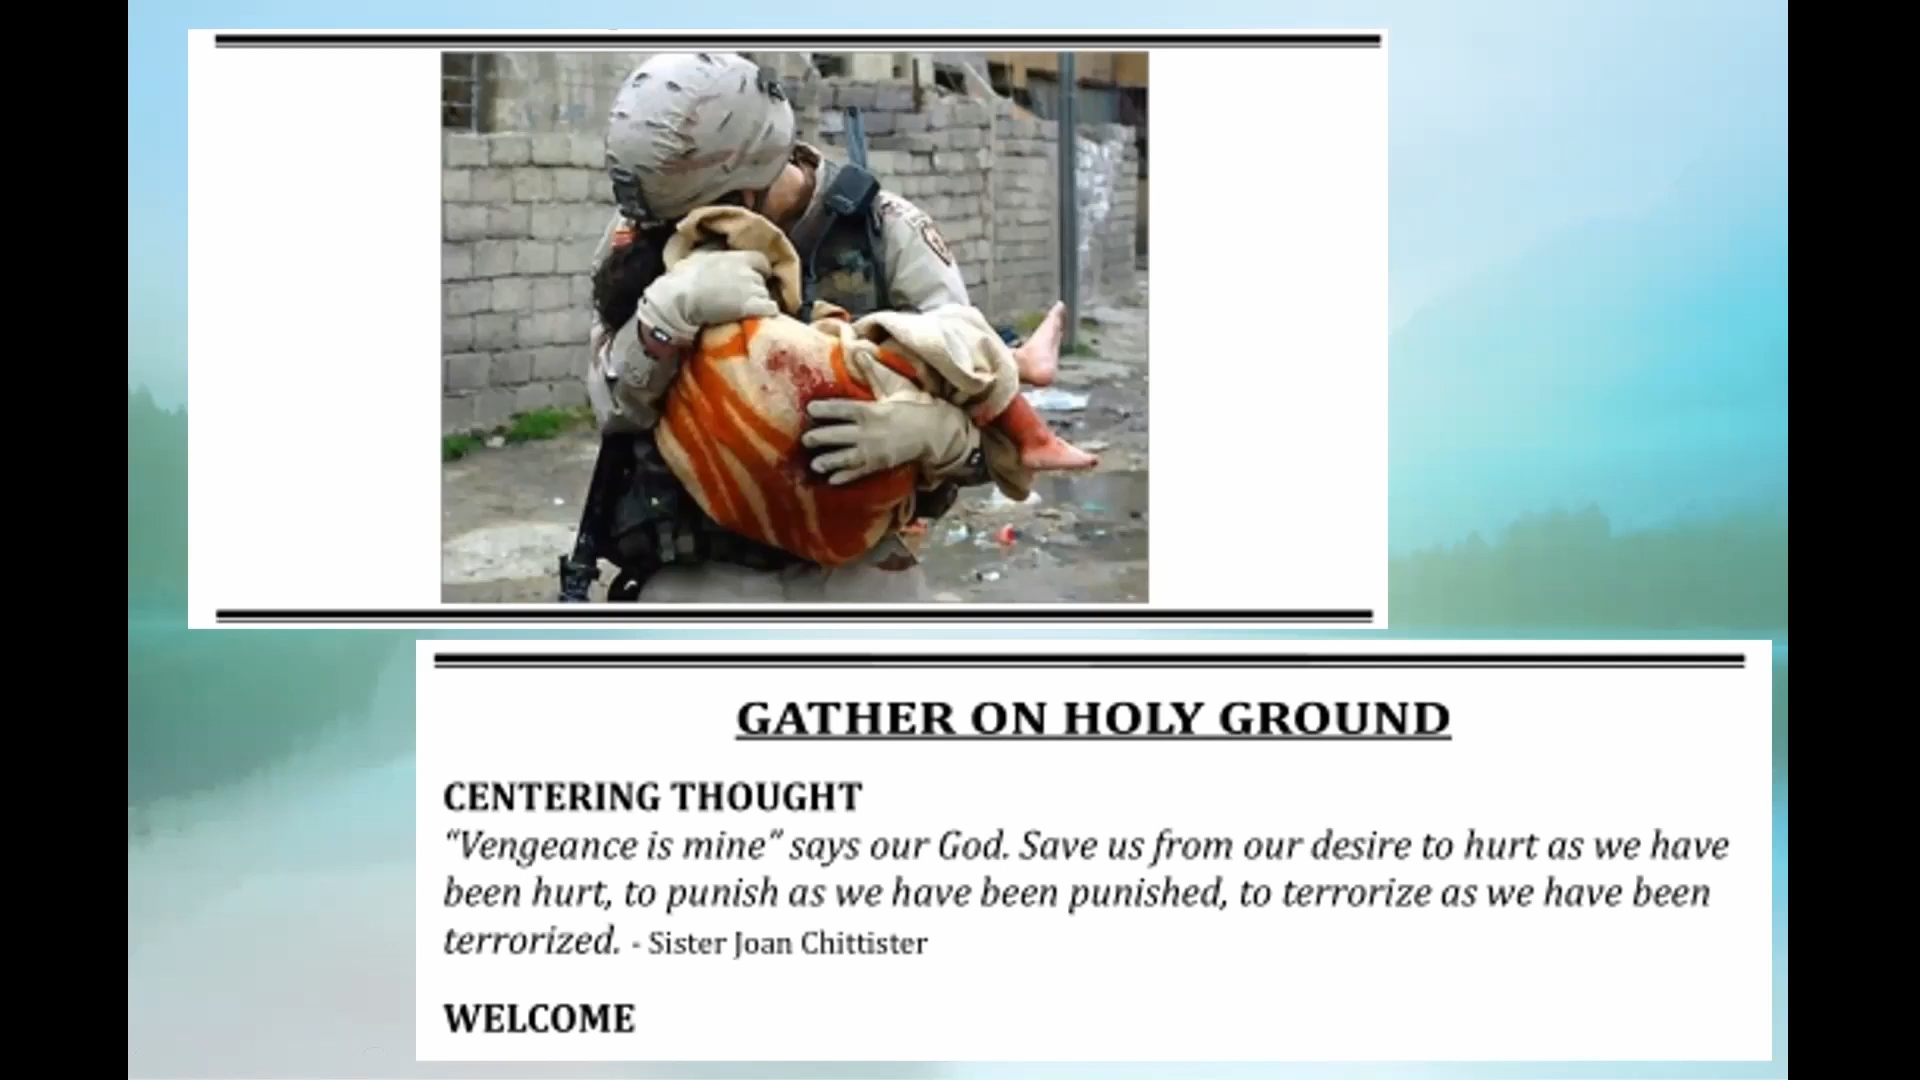 GATHER ON HOLY GROUND
CENTERING THOUGHT
“Vengeance is mine” says our God. Save us from our desire to hurt as we have
been hurt, to punish as we have been punished, to terrorize as we have been
terrorized. - Sister Joan Chittister
WELCOME